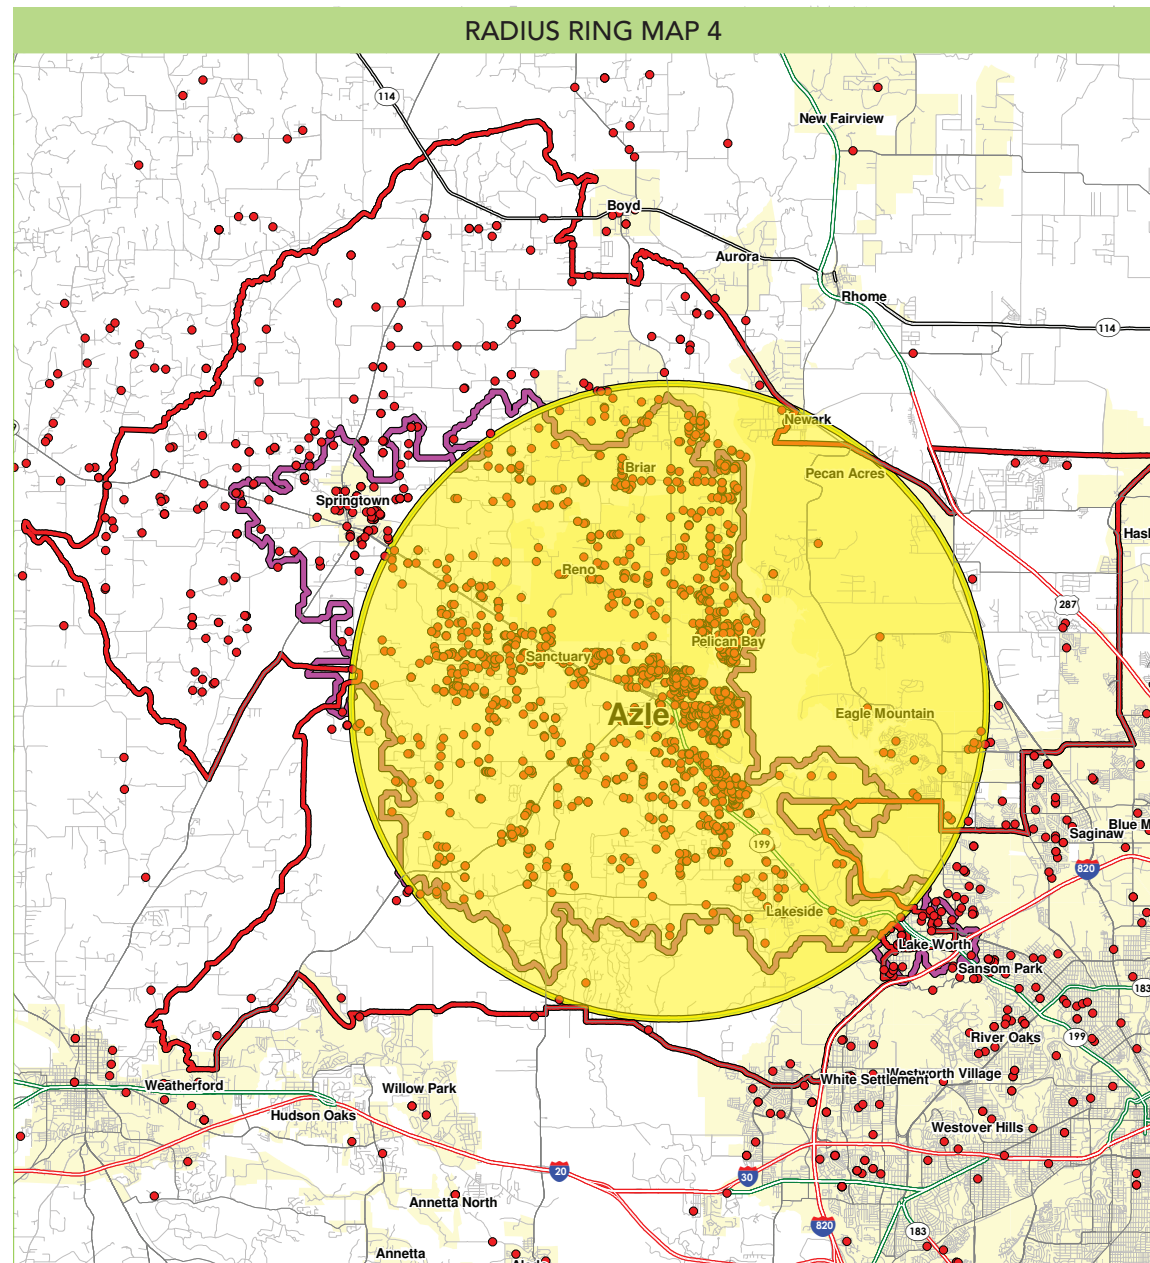 RADIUS RING MAP 4
114
New Fairview
Boyd
Aurora
Rhome
114
Newark
Briar
Pecan Acres
Springtown
Reno
287
Pelican Bay
Sanctuary
Azle
Eagle Mountain
Blue M
Saginaw
199
820
Lakeside
Lake Worth
Sansom Park
183
River Oaks
199
White Settlement
Westworth Village
Weatherford
Willow Park
Hudson Oaks
Westover Hills
20
30
Annetta North
820
183
Annetta